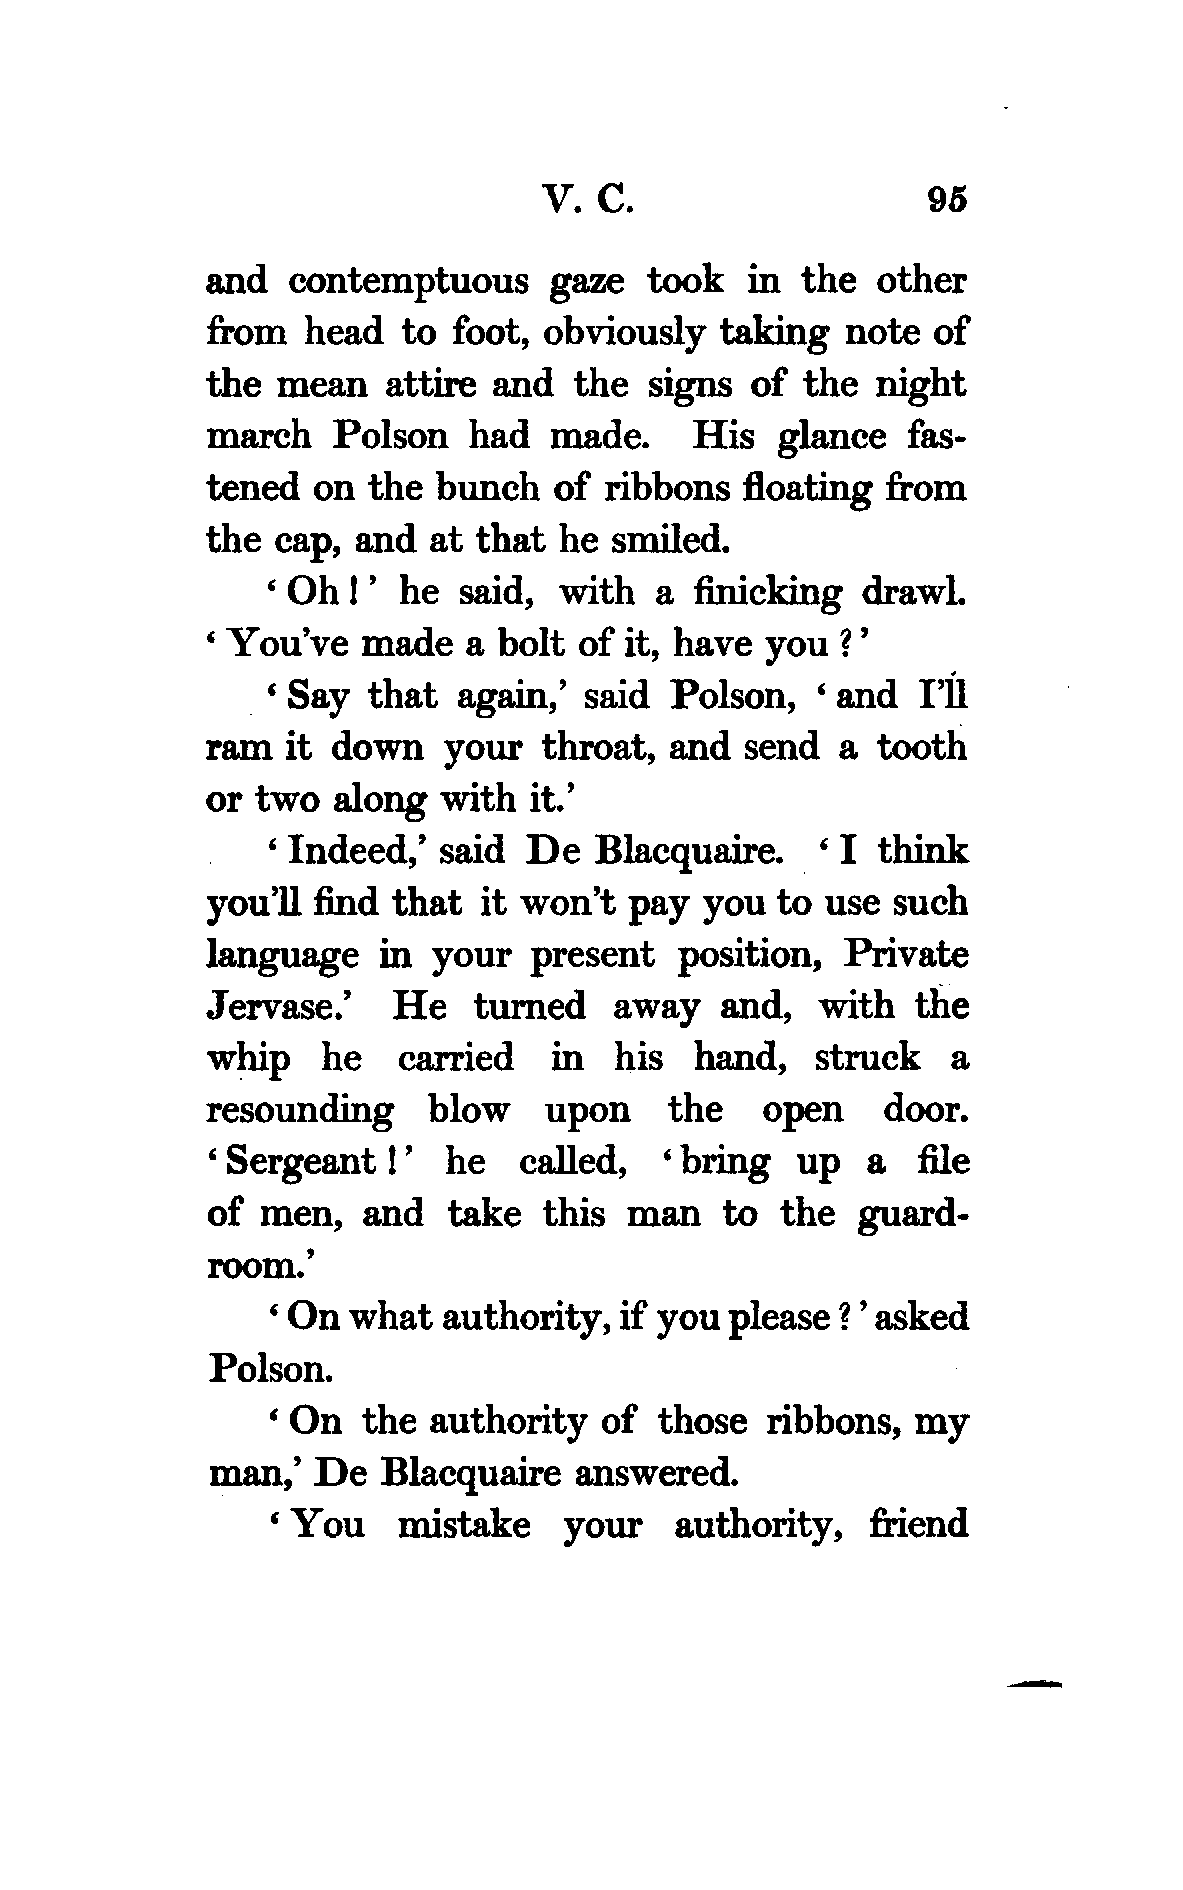 V. C. 95
and contemptuous gaze took in the other
from head to foot, obviously taking note of
the mean attire and the signs of the night
march Polson had made. His glance fas-
tened on the bunch of ribbons floating from
the cap, and at that he smiled.
‘Oh!’ he said, with a finicking drawl.
‘You've made a bolt of it, have you?’
‘Say that again,’ said Polson, ‘and I’ll
ram it down your throat, and send a tooth
or two along with it.’
‘Indeed,’ said De Blacquaire. ‘I think
you’ll find that it won’t pay you to use such
language in your present position, Private
Jervase.’ He turned away and, with the
whip he carried in his hand, struck a
resounding blow upon the open door.
‘Sergeant!’ he called, ‘bring up a file
of men, and take this man to the guard-
room.’
‘On what authority, if you please?’ asked
Polson.
‘On the authority of those ribbons, my
man,’ De Blacquaire answered.
‘You mistake your authority, friend